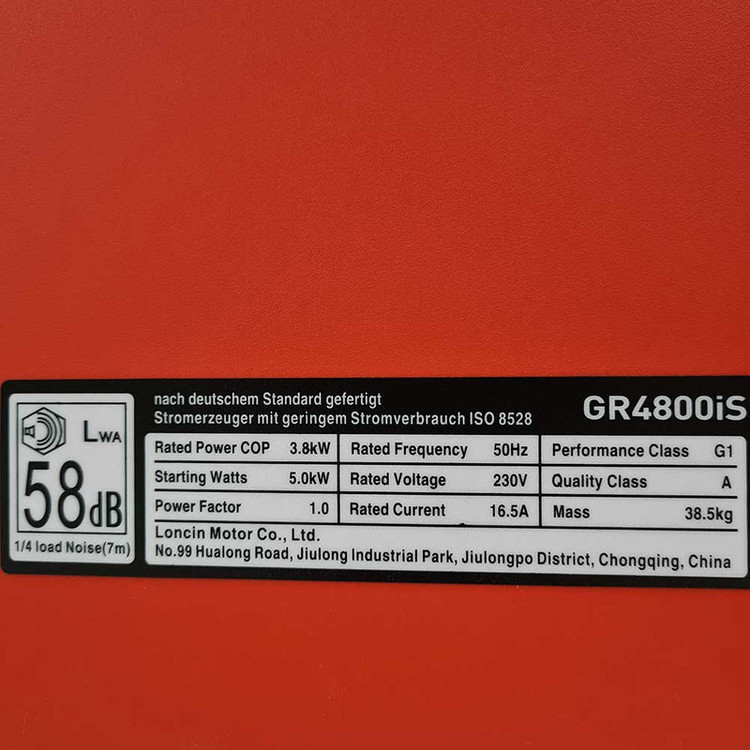 nach deutschem Standard gefertigt
Stromerzeuger mit geringem Stromverbrauch ISO 8528
GR4800iS
LWA
58dB
1/4 load Noise(7m)
Rated Power COP 3.8kW Rated Frequency 50Hz Performance Class G1
Starting Watts 5.0kW Rated Voltage 230V Quality Class A
Power Factor 1.0 Rated Current 16.5A Mass 38.5kg
Loncin Motor Co., Ltd.
No.99 Hualong Road, Jiulong Industrial Park, Jiulongpo District, Chongqing, China